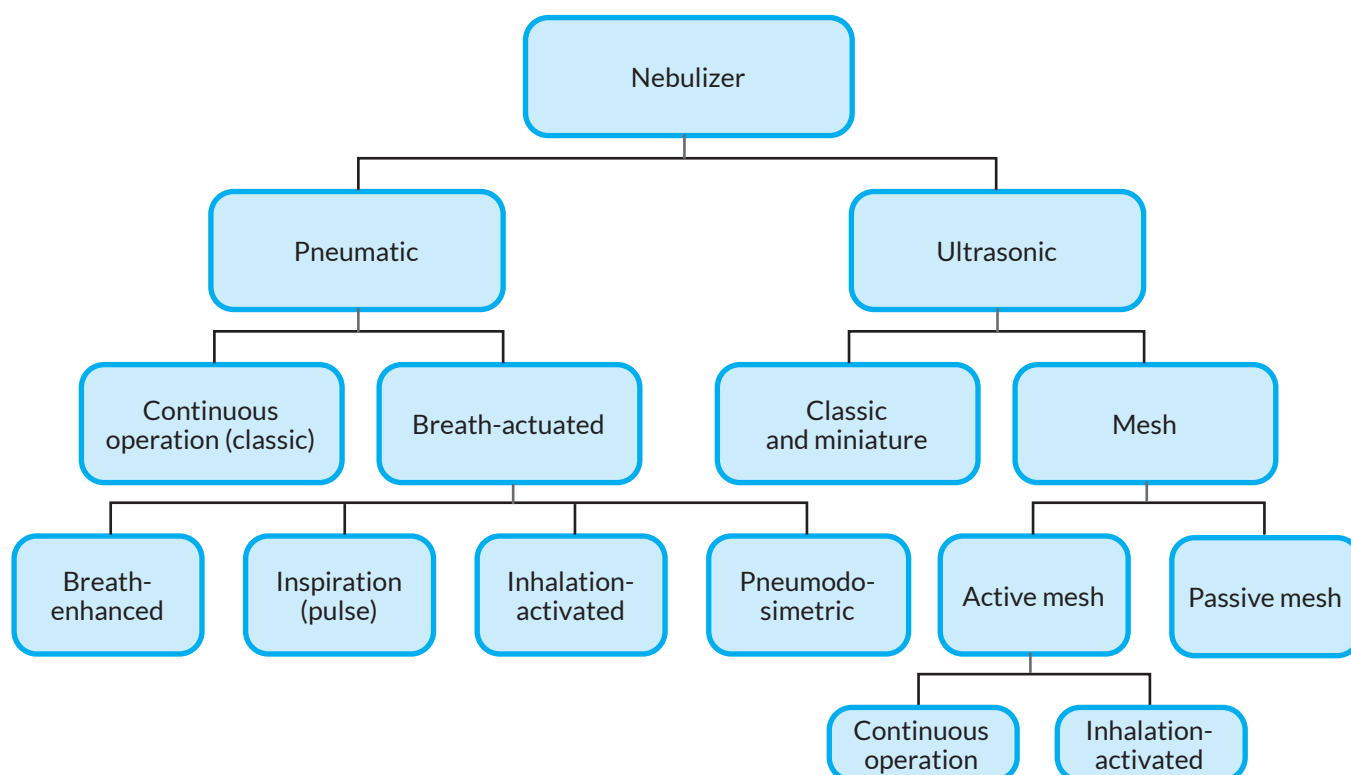 Nebulizer
Pneumatic
Ultrasonic
Continuous
operation (classic)
Breath-actuated
Classic
and miniature
Mesh
Breath-
enhanced
Inspiration
(pulse)
Inhalation-
activated
Pneumodo-
simetric
Active mesh
Passive mesh
Continuous
operation
Inhalation-
activated